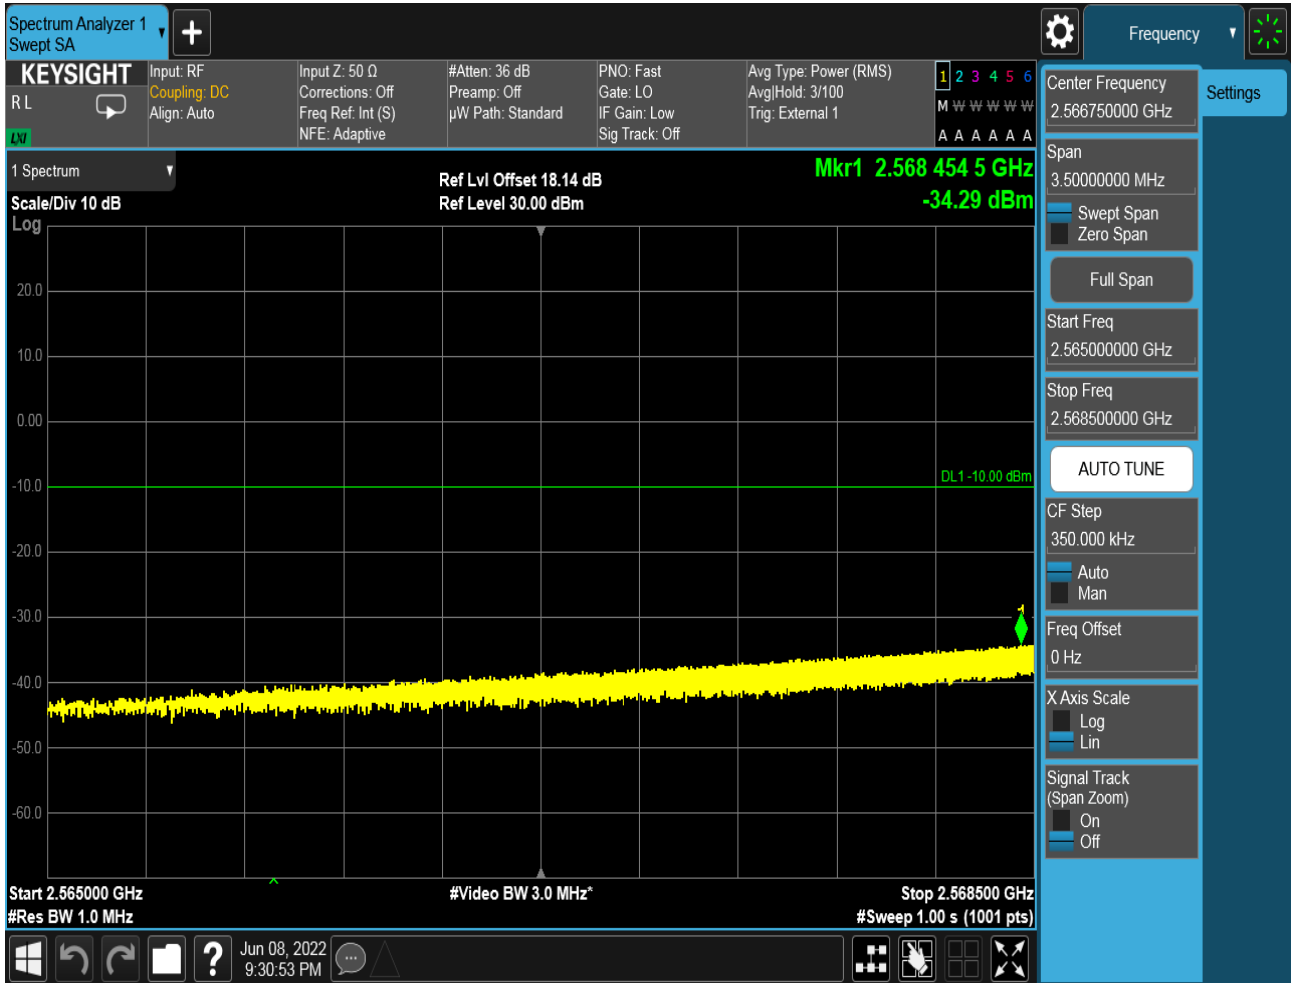 Spectrum Analyzer 1
Swept SA
Frequency
KEYSIGHT
R L
LXI
Input: RF
Coupling: DC
Align: Auto
Input Z: 50 Ω
Corrections: Off
Freq Ref: Int (S)
NFE: Adaptive
#Atten: 36 dB
Preamp: Off
µW Path: Standard
PNO: Fast
Gate: LO
IF Gain: Low
Sig Track: Off
Avg Type: Power (RMS)
Avg|Hold: 3/100
Trig: External 1
1 2 3 4 5 6
M W W W W W
A A A A A A
1 Spectrum
Scale/Div 10 dB
Log
Ref Lvl Offset 18.14 dB
Ref Level 30.00 dBm
Mkr1 2.568 454 5 GHz
-34.29 dBm
20.0
10.0
0.00
-10.0
-20.0
-30.0
-40.0
-50.0
-60.0
DL1 -10.00 dBm
1
Start 2.565000 GHz
#Res BW 1.0 MHz
#Video BW 3.0 MHz*
Stop 2.568500 GHz
#Sweep 1.00 s (1001 pts)
Center Frequency
2.566750000 GHz
Span
3.50000000 MHz
Swept Span
Zero Span
Full Span
Start Freq
2.565000000 GHz
Stop Freq
2.568500000 GHz
AUTO TUNE
CF Step
350.000 kHz
Auto
Man
Freq Offset
0 Hz
X Axis Scale
Log
Lin
Signal Track
(Span Zoom)
On
Off
Settings
?
Jun 08, 2022
9:30:53 PM